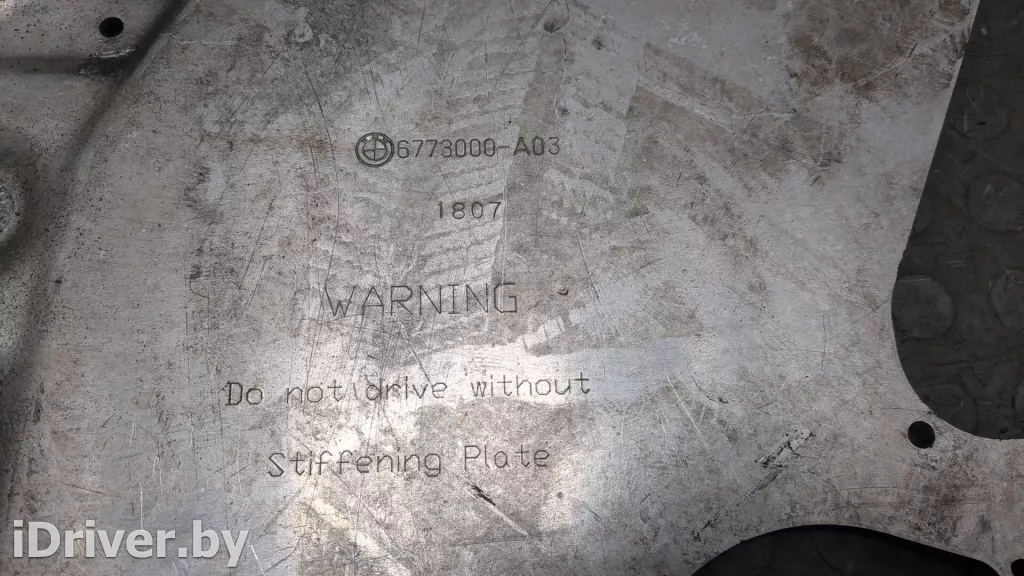 6773000-A03
1807
WARNING
Do not drive without
Stiffening Plate
iDriver.by